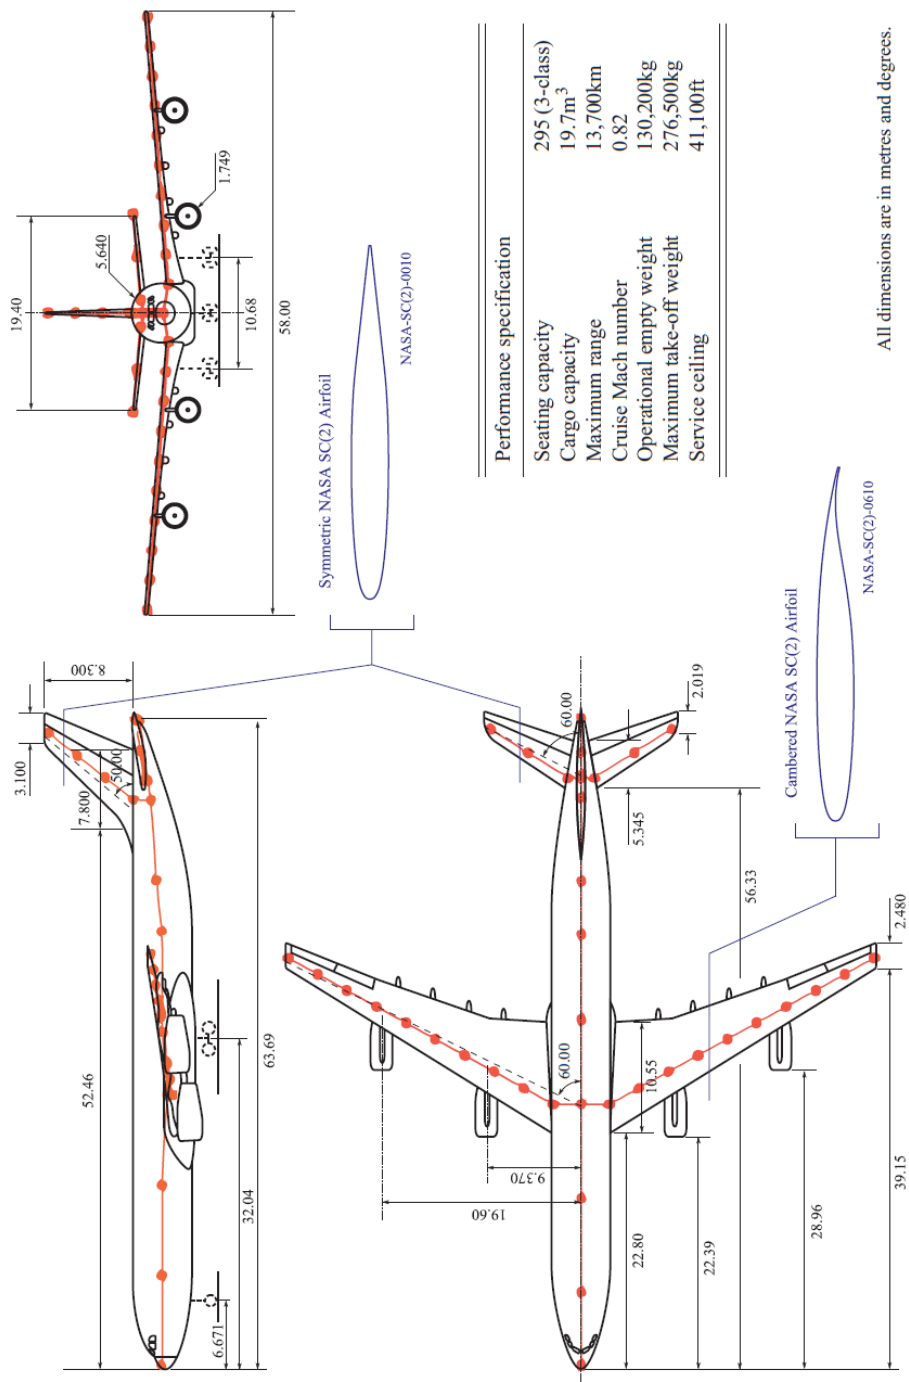 19.40
5.640
1.749
10.68
58.00
Symmetric NASA SC(2) Airfoil
NASA-SC(2)-0010
Performance specification
Seating capacity 295 (3-class)
Cargo capacity 19.7m³
Maximum range 13,700km
Cruise Mach number 0.82
Operational empty weight 130,200kg
Maximum take-off weight 276,500kg
Service ceiling 41,100ft
All dimensions are in metres and degrees.
3.100
8.300
7.800
50.00
52.46
63.69
32.04
6.671
60.00
2.019
5.345
56.33
Cambered NASA SC(2) Airfoil
NASA-SC(2)-0610
2.480
60.00
10.55
9.370
19.60
22.80
22.39
28.96
39.15